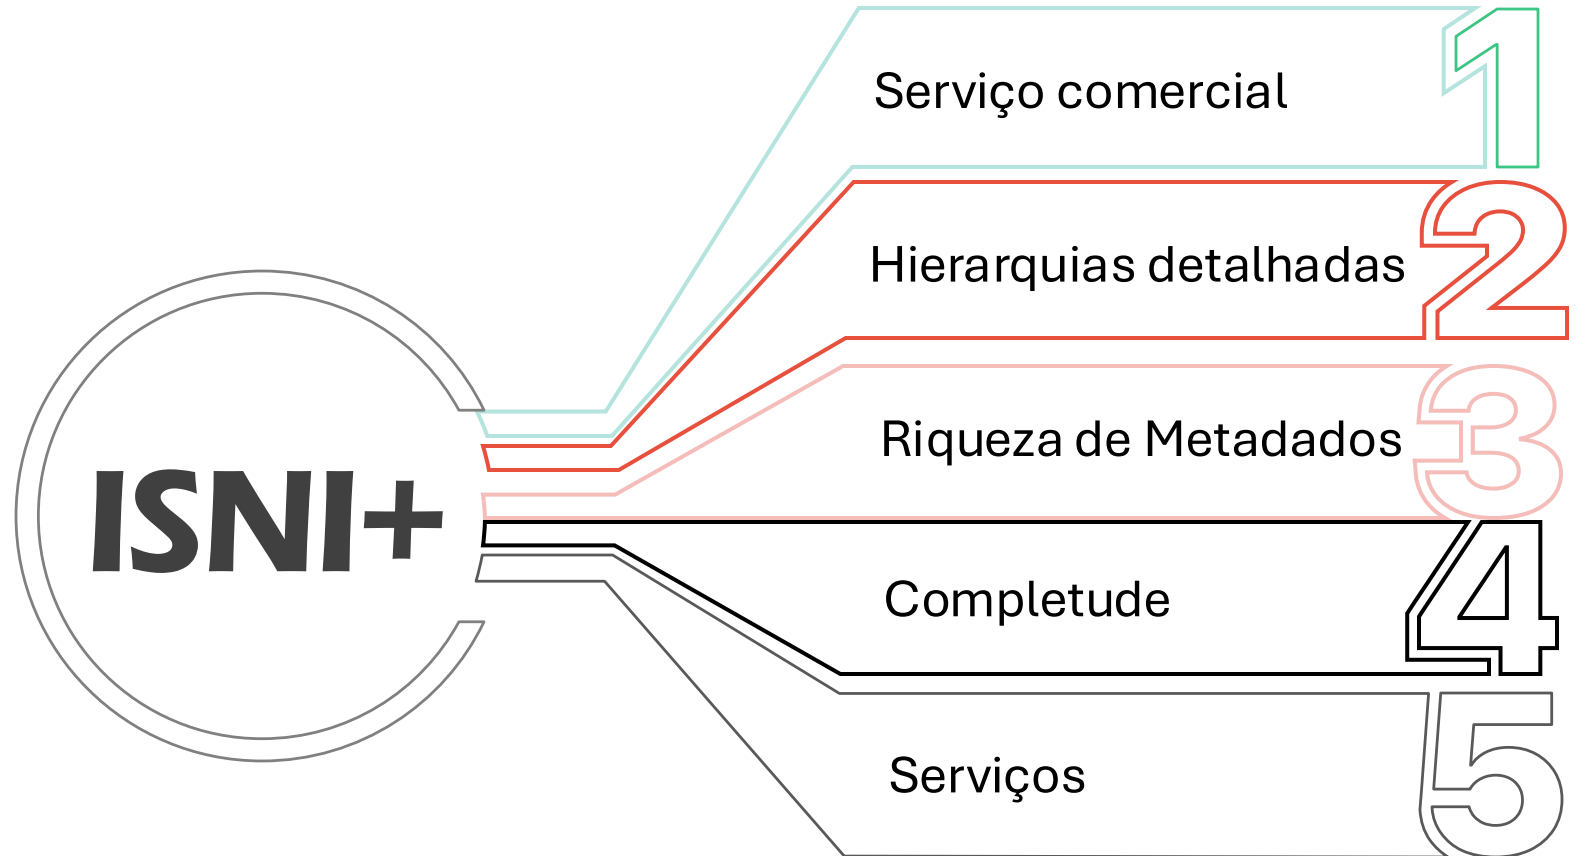 Serviço comercial
1
Hierarquias detalhadas
2
Riqueza de Metadados
3
ISNI+
Completude
4
Serviços
5